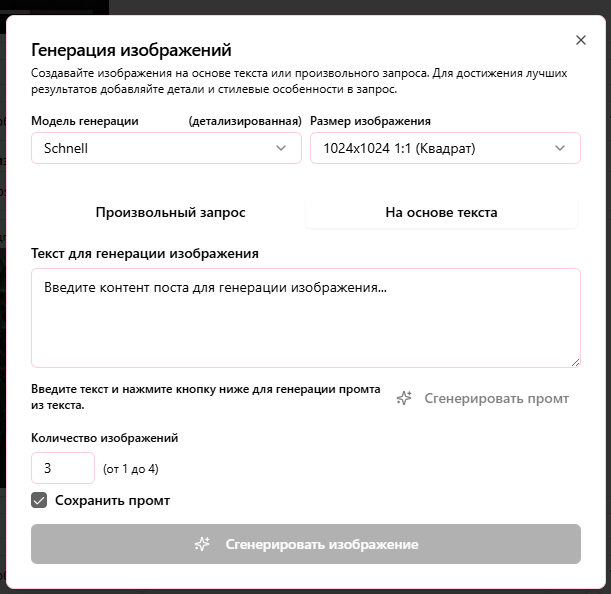 Генерация изображений
Создавайте изображения на основе текста или произвольного запроса. Для достижения лучших
результатов добавляйте детали и стилевые особенности в запрос.
Модель генерации (детализированная) Размер изображения
Schnell 1024x1024 1:1 (Квадрат)
Произвольный запрос На основе текста
Текст для генерации изображения
Введите контент поста для генерации изображения...
Введите текст и нажмите кнопку ниже для генерации промта
из текста.
Сгенерировать промт
Количество изображений
3 (от 1 до 4)
Сохранить промт
Сгенерировать изображение